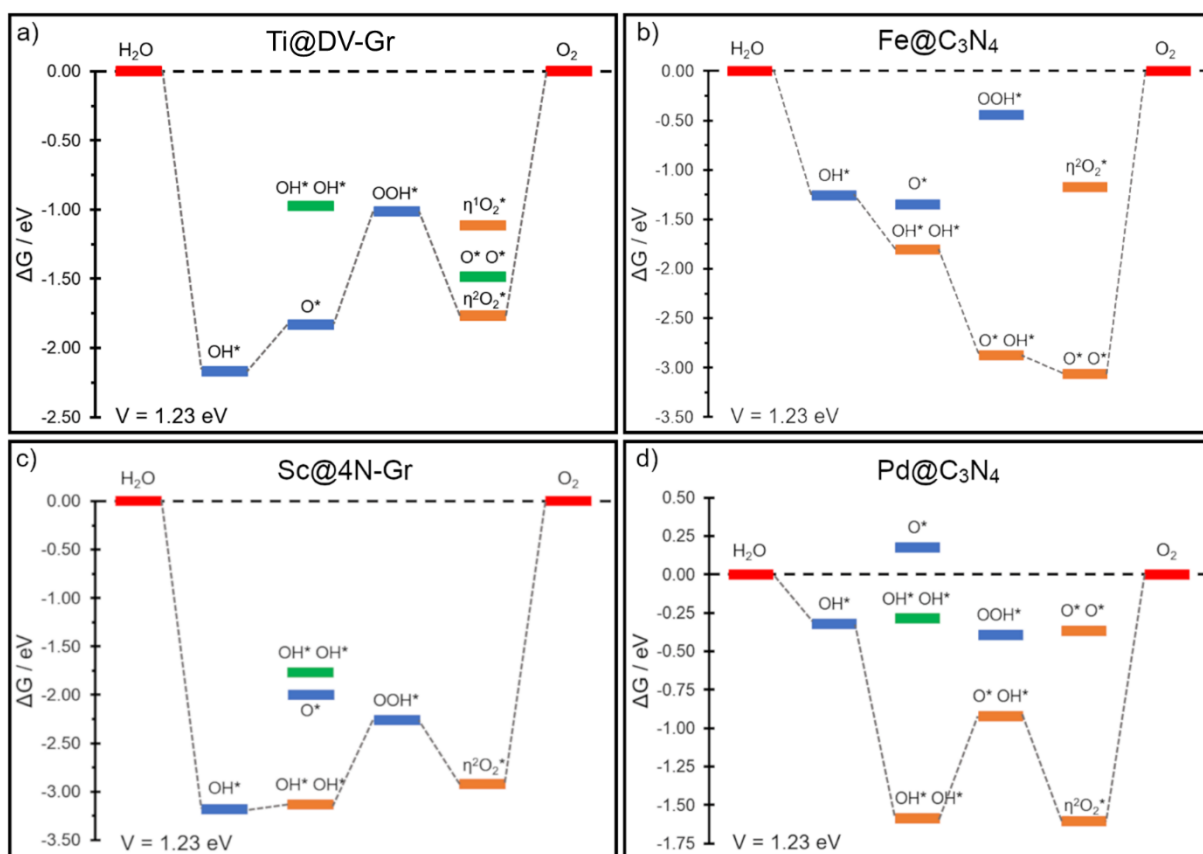 a)
Ti@DV-Gr
H₂O
O₂
0.00
-0.50
-1.00
-1.50
-2.00
-2.50
ΔG / eV
OH* OH*
OOH*
η¹O₂*
O* O*
O*
η²O₂*
OH*
V = 1.23 eV
b)
Fe@C₃N₄
H₂O
O₂
0.00
-0.50
-1.00
-1.50
-2.00
-2.50
-3.00
-3.50
ΔG / eV
OOH*
OH*
O*
η²O₂*
OH* OH*
O* OH*
O* O*
V = 1.23 eV
c)
Sc@4N-Gr
H₂O
O₂
0.00
-0.50
-1.00
-1.50
-2.00
-2.50
-3.00
-3.50
ΔG / eV
OH* OH*
O*
OOH*
OH*
OH* OH*
η²O₂*
V = 1.23 eV
d)
Pd@C₃N₄
0.50
0.25
0.00
-0.25
-0.50
-0.75
-1.00
-1.25
-1.50
-1.75
ΔG / eV
O*
H₂O
O₂
OH*
OH* OH*
OOH*
O* O*
O* OH*
OH* OH*
η²O₂*
V = 1.23 eV